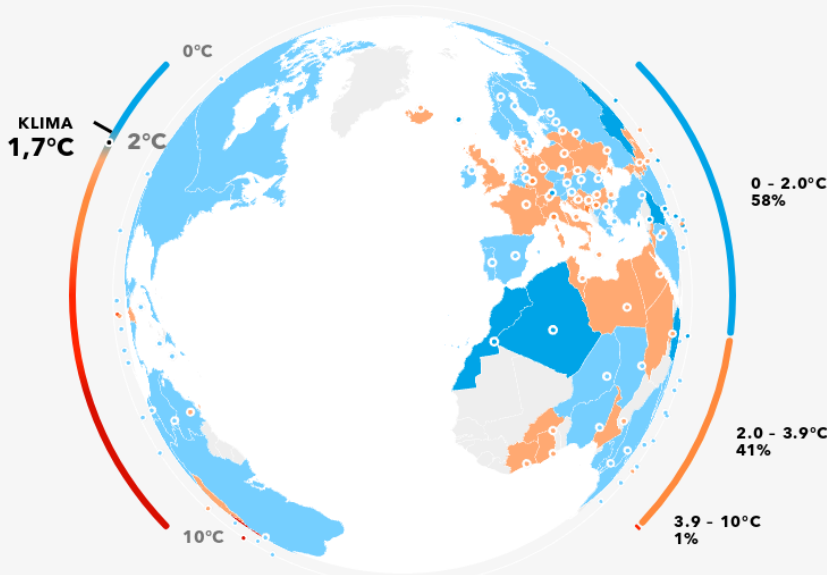 0°C
KLIMA
1,7°C
2°C
0 – 2.0°C
58%
2.0 – 3.9°C
41%
3.9 – 10°C
1%
10°C